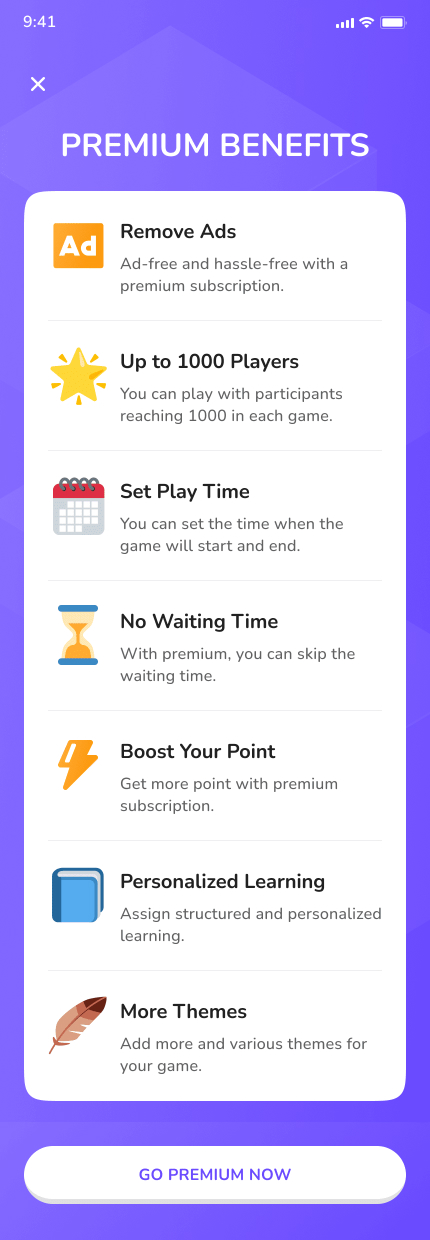 9:41
PREMIUM BENEFITS
Ad
Remove Ads
Ad-free and hassle-free with a
premium subscription.
Up to 1000 Players
You can play with participants
reaching 1000 in each game.
Set Play Time
You can set the time when the
game will start and end.
No Waiting Time
With premium, you can skip the
waiting time.
Boost Your Point
Get more point with premium
subscription.
Personalized Learning
Assign structured and personalized
learning.
More Themes
Add more and various themes for
your game.
GO PREMIUM NOW